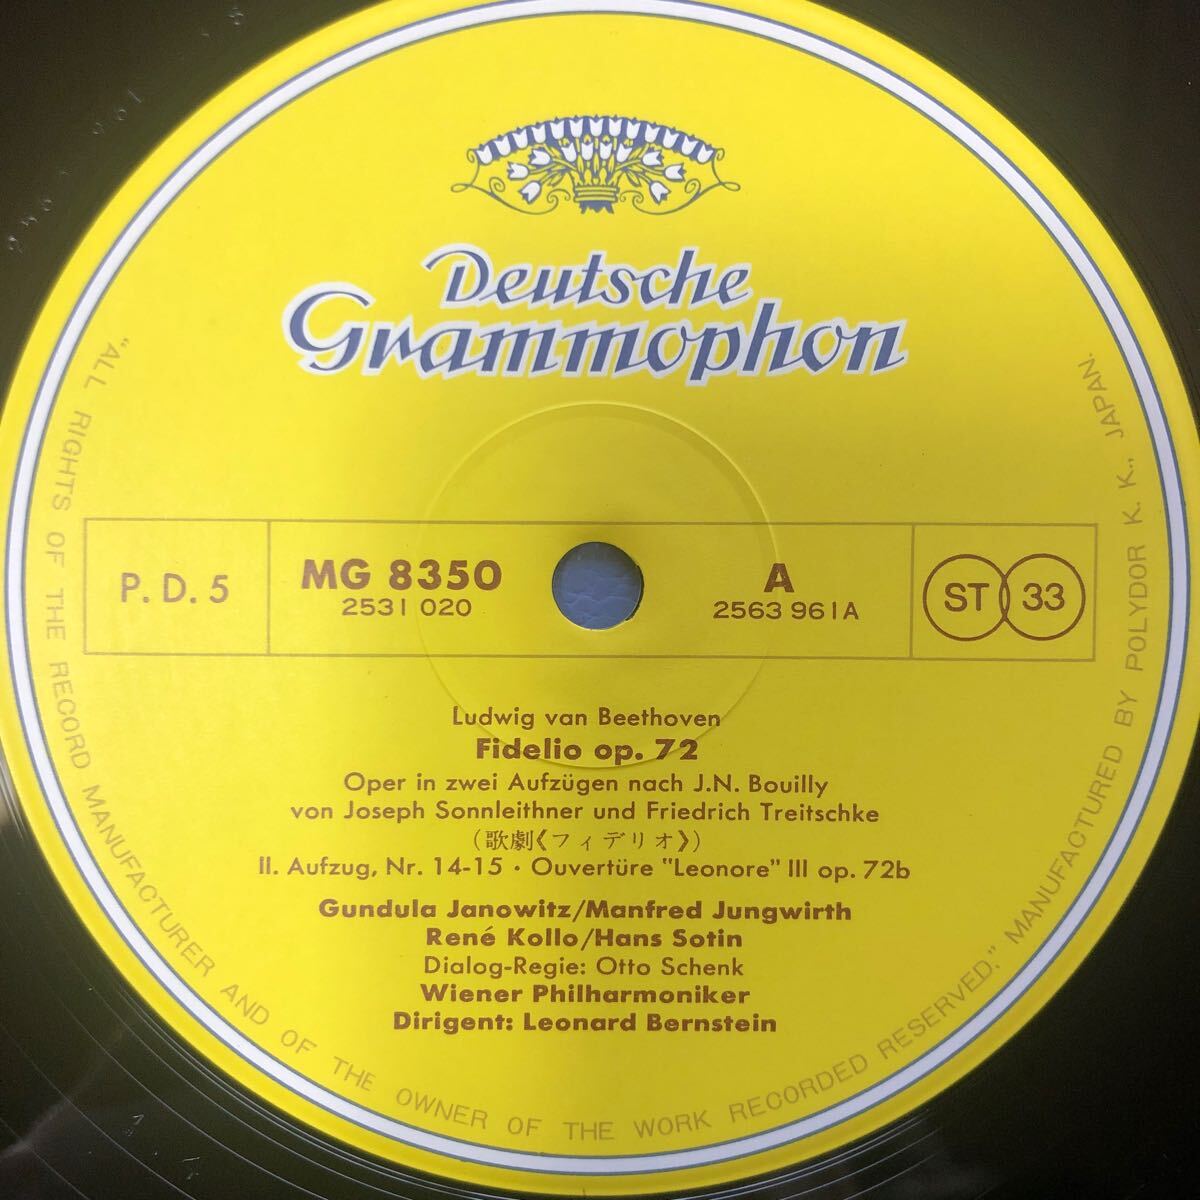 Deutsche
Grammophon
P. D. 5
MG 8350
2531 020
A
2563 961A
ST 33
Ludwig van Beethoven
Fidelio op. 72
Oper in zwei Aufzügen nach J.N. Bouilly
von Joseph Sonnleithner und Friedrich Treitschke
(歌劇《フィデリオ》)
II. Aufzug, Nr. 14-15 · Ouvertüre "Leonore" III op. 72b
Gundula Janowitz/Manfred Jungwirth
René Kollo/Hans Sotin
Dialog-Regie: Otto Schenk
Wiener Philharmoniker
Dirigent: Leonard Bernstein
"ALL RIGHTS OF THE RECORD MANUFACTURER AND OF THE OWNER OF THE WORK RECORDED RESERVED." MANUFACTURED BY POLYDOR K. K., JAPAN.